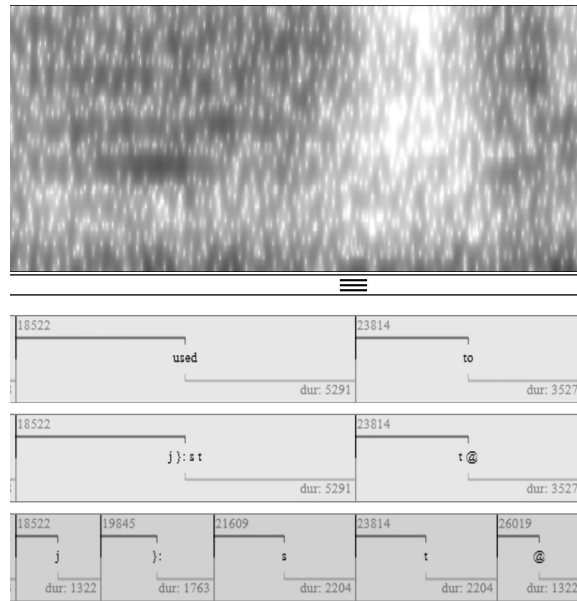 18522 23814
used to
dur: 5291 dur: 3527
18522 23814
j }: s t t @
dur: 5291 dur: 3527
18522 19845 21609 23814 26019
j }: s t @
dur: 1322 dur: 1763 dur: 2204 dur: 2204 dur: 1322